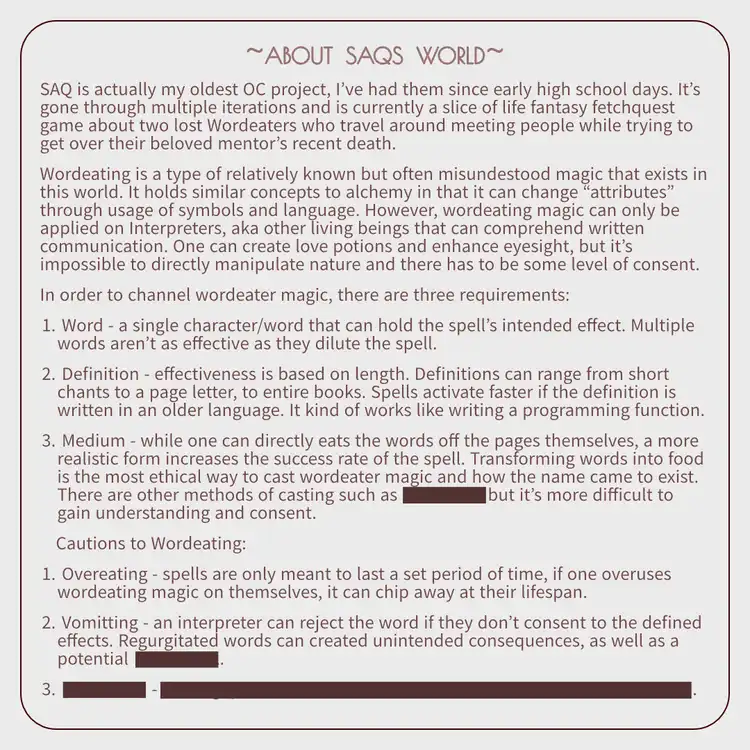 ~ABOUT SAQS WORLD~
SAQ is actually my oldest OC project, I've had them since early high school days. It's
gone through multiple iterations and is currently a slice of life fantasy fetchquest
game about two lost Wordeaters who travel around meeting people while trying to
get over their beloved mentor's recent death.
Wordeating is a type of relatively known but often misundestood magic that exists in
this world. It holds similar concepts to alchemy in that it can change “attributes”
through usage of symbols and language. However, wordeating magic can only be
applied on Interpreters, aka other living beings that can comprehend written
communication. One can create love potions and enhance eyesight, but it's
impossible to directly manipulate nature and there has to be some level of consent.
In order to channel wordeater magic, there are three requirements:
1. Word - a single character/word that can hold the spell's intended effect. Multiple
words aren't as effective as they dilute the spell.
2. Definition - effectiveness is based on length. Definitions can range from short
chants to a page letter, to entire books. Spells activate faster if the definition is
written in an older language. It kind of works like writing a programming function.
3. Medium - while one can directly eats the words off the pages themselves, a more
realistic form increases the success rate of the spell. Transforming words into food
is the most ethical way to cast wordeater magic and how the name came to exist.
There are other methods of casting such as but it's more difficult to
gain understanding and consent.
Cautions to Wordeating:
1. Overeating - spells are only meant to last a set period of time, if one overuses
wordeating magic on themselves, it can chip away at their lifespan.
2. Vomitting - an interpreter can reject the word if they don't consent to the defined
effects. Regurgitated words can created unintended consequences, as well as a
potential .
3. - .